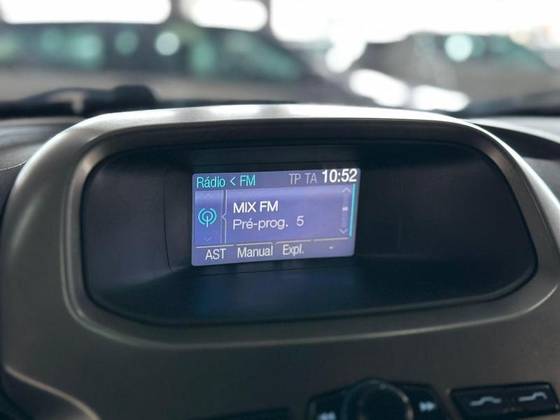 Rádio < FM TP TA 10:52
MIX FM
Pré-prog. 5
AST Manual Expl. -